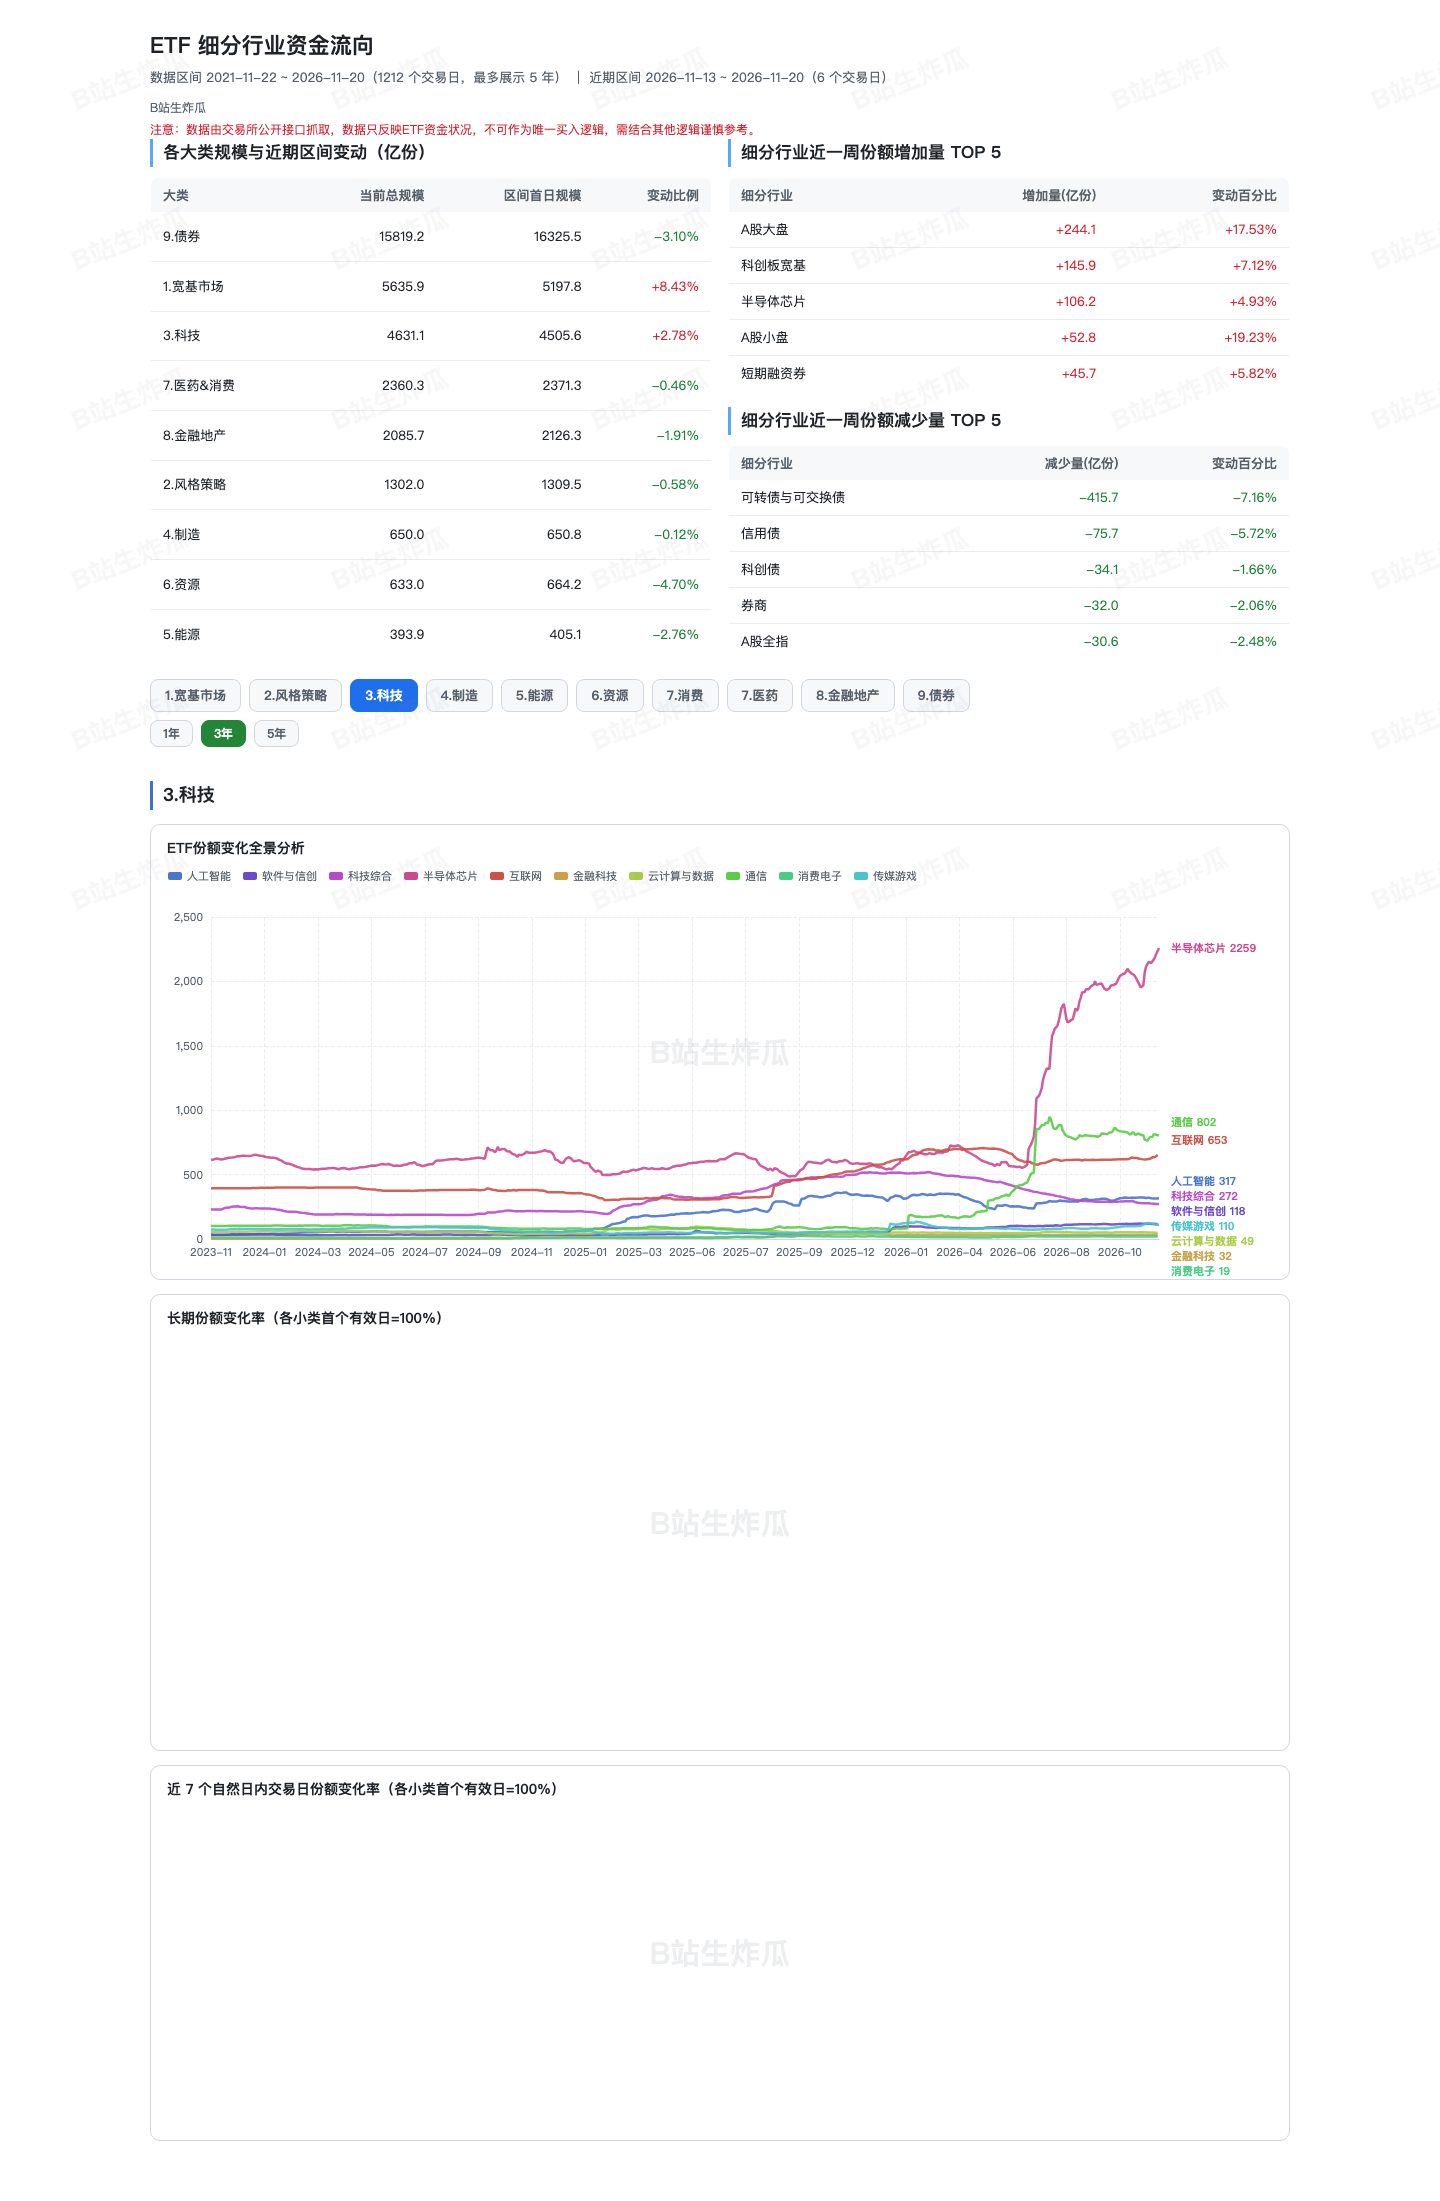 ETF 细分行业资金流向
数据区间 2021-11-22 ~ 2026-11-20（1212 个交易日，最多展示 5 年） ｜ 近期区间 2026-11-13 ~ 2026-11-20（6 个交易日）
B站生炸瓜
注意：数据由交易所公开接口抓取，数据只反映ETF资金状况，不可作为唯一买入逻辑，需结合其他逻辑谨慎参考。
各大类规模与近期区间变动（亿份）
大类 当前总规模 区间首日规模 变动比例
9.债券 15819.2 16325.5 -3.10%
1.宽基市场 5635.9 5197.8 +8.43%
3.科技 4631.1 4505.6 +2.78%
7.医药&消费 2360.3 2371.3 -0.46%
8.金融地产 2085.7 2126.3 -1.91%
2.风格策略 1302.0 1309.5 -0.58%
4.制造 650.0 650.8 -0.12%
6.资源 633.0 664.2 -4.70%
5.能源 393.9 405.1 -2.76%
细分行业近一周份额增加量 TOP 5
细分行业 增加量(亿份) 变动百分比
A股大盘 +244.1 +17.53%
科创板宽基 +145.9 +7.12%
半导体芯片 +106.2 +4.93%
A股小盘 +52.8 +19.23%
短期融资券 +45.7 +5.82%
细分行业近一周份额减少量 TOP 5
细分行业 减少量(亿份) 变动百分比
可转债与可交换债 -415.7 -7.16%
信用债 -75.7 -5.72%
科创债 -34.1 -1.66%
券商 -32.0 -2.06%
A股全指 -30.6 -2.48%
1.宽基市场 2.风格策略 3.科技 4.制造 5.能源 6.资源 7.消费 7.医药 8.金融地产 9.债券
1年 3年 5年
3.科技
ETF份额变化全景分析
人工智能 软件与信创 科技综合 半导体芯片 互联网 金融科技 云计算与数据 通信 消费电子 传媒游戏
2,500
2,000
1,500
1,000
500
0
2023-11 2024-01 2024-03 2024-05 2024-07 2024-09 2024-11 2025-01 2025-03 2025-06 2025-07 2025-09 2025-12 2026-01 2026-04 2026-06 2026-08 2026-10
半导体芯片 2259
通信 802
互联网 653
人工智能 317
科技综合 272
软件与信创 118
传媒游戏 110
云计算与数据 49
金融科技 32
消费电子 19
B站生炸瓜
长期份额变化率（各小类首个有效日=100%）
B站生炸瓜
近 7 个自然日内交易日份额变化率（各小类首个有效日=100%）
B站生炸瓜